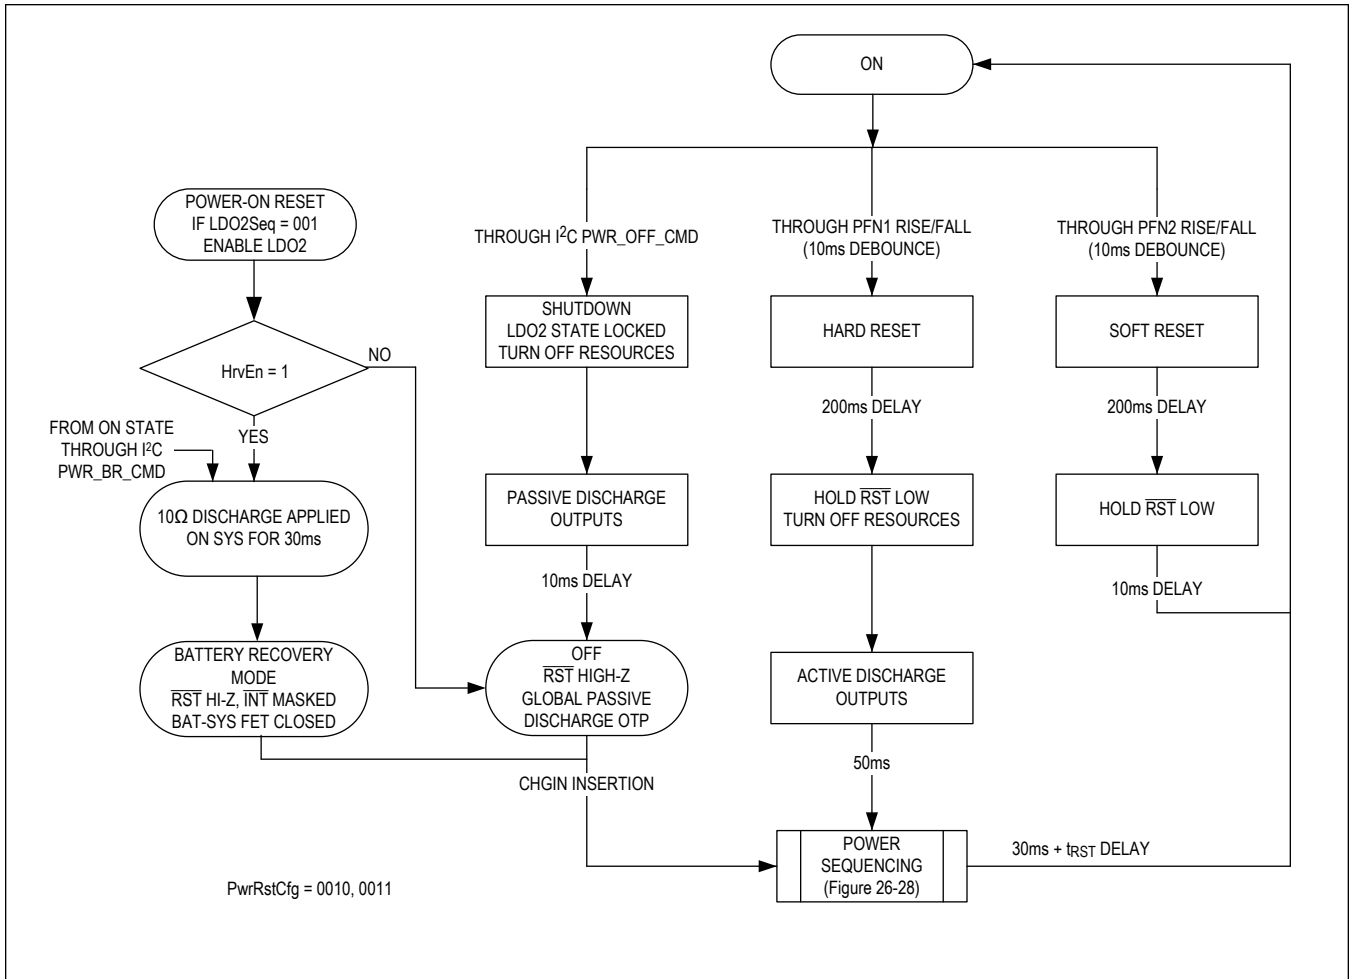 ON
POWER-ON RESET
IF LDO2Seq = 001
ENABLE LDO2
HrvEn = 1
NO
YES
FROM ON STATE
THROUGH I²C
PWR_BR_CMD
10Ω DISCHARGE APPLIED
ON SYS FOR 30ms
BATTERY RECOVERY
MODE
R̅S̅T̅ HI-Z, I̅N̅T̅ MASKED
BAT-SYS FET CLOSED
THROUGH I²C PWR_OFF_CMD
SHUTDOWN
LDO2 STATE LOCKED
TURN OFF RESOURCES
PASSIVE DISCHARGE
OUTPUTS
10ms DELAY
OFF
R̅S̅T̅ HIGH-Z
GLOBAL PASSIVE
DISCHARGE OTP
CHGIN INSERTION
THROUGH PFN1 RISE/FALL
(10ms DEBOUNCE)
HARD RESET
200ms DELAY
HOLD R̅S̅T̅ LOW
TURN OFF RESOURCES
ACTIVE DISCHARGE
OUTPUTS
50ms
POWER
SEQUENCING
(Figure 26-28)
THROUGH PFN2 RISE/FALL
(10ms DEBOUNCE)
SOFT RESET
200ms DELAY
HOLD R̅S̅T̅ LOW
10ms DELAY
30ms + tRST DELAY
PwrRstCfg = 0010, 0011